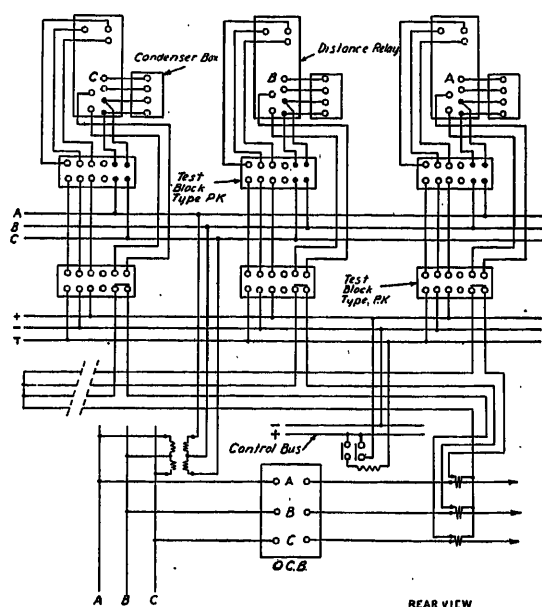 C
Condenser Box
B
Distance Relay
A
Test
Block
Type PK
A
B
C
Test
Block
Type, PK
+
−
T
−
+
Control Bus
A
B
C
O C.B.
A B C
REAR VIEW